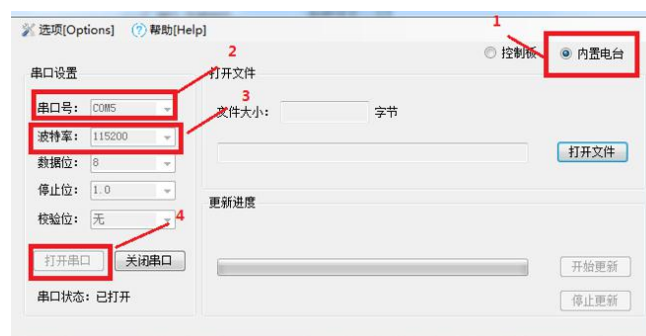 选项[Options] 帮助[Help]
1
控制板 内置电台
2
串口设置
打开文件
串口号: COM5
3
文件大小: 字节
波特率: 115200
打开文件
数据位: 8
停止位: 1.0
更新进度
校验位: 无
4
打开串口 关闭串口
开始更新
串口状态: 已打开
停止更新